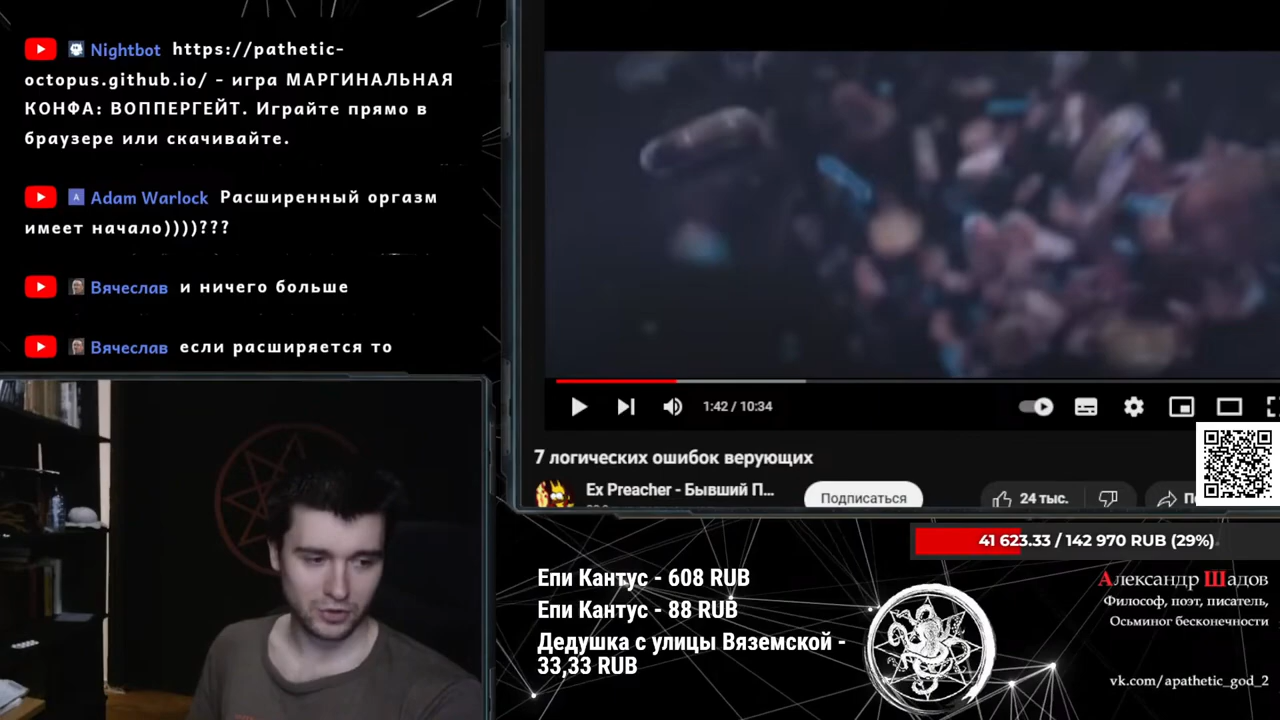 Nightbot https://pathetic-
octopus.github.io/ - игра МАРГИНАЛЬНАЯ
КОНФА: ВОППЕРГЕЙТ. Играйте прямо в
браузере или скачивайте.
A Adam Warlock Расширенный оргазм
имеет начало))))???
Вячеслав и ничего больше
Вячеслав если расширяется то
1:42 / 10:34
7 логических ошибок верующих
Ex Preacher - Бывший П...
Подписаться
24 тыс.
41 623.33 / 142 970 RUB (29%)
Епи Кантус - 608 RUB
Епи Кантус - 88 RUB
Дедушка с улицы Вяземской -
33,33 RUB
Александр Шадов
Философ, поэт, писатель,
Осьминог бесконечности
vk.com/apathetic_god_2